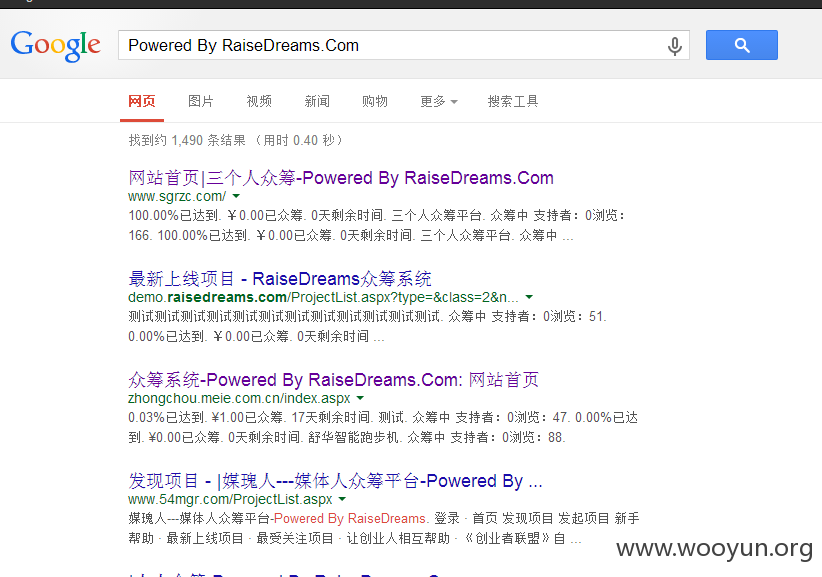 Google Powered By RaiseDreams.Com
网页 图片 视频 新闻 购物 更多 搜索工具
找到约 1,490 条结果 （用时 0.40 秒）
网站首页|三个人众筹-Powered By RaiseDreams.Com
www.sgrzc.com/
100.00%已达到. ￥0.00已众筹. 0天剩余时间. 三个人众筹平台. 众筹中 支持者：0浏览：
166. 100.00%已达到. ￥0.00已众筹. 0天剩余时间. 三个人众筹平台. 众筹中 ...
最新上线项目 - RaiseDreams众筹系统
demo.raisedreams.com/ProjectList.aspx?type=&class=2&n...
测试测试测试测试测试测试测试测试测试测试测试测试. 众筹中 支持者：0浏览：51.
0.00%已达到. ￥0.00已众筹. 0天剩余时间 ...
众筹系统-Powered By RaiseDreams.Com: 网站首页
zhongchou.meie.com.cn/index.aspx
0.03%已达到. ¥1.00已众筹. 17天剩余时间. 测试. 众筹中 支持者：0浏览：47. 0.00%已达
到. ¥0.00已众筹. 0天剩余时间. 舒华智能跑步机. 众筹中 支持者：0浏览：88.
发现项目 - |媒瑰人---媒体人众筹平台-Powered By ...
www.54mgr.com/ProjectList.aspx
媒瑰人---媒体人众筹平台-Powered By RaiseDreams. 登录 · 首页 发现项目 发起项目 新手
帮助 · 最新上线项目 · 最受关注项目 · 让创业人相互帮助 ·《创业者联盟》自 ...
www.wooyun.org